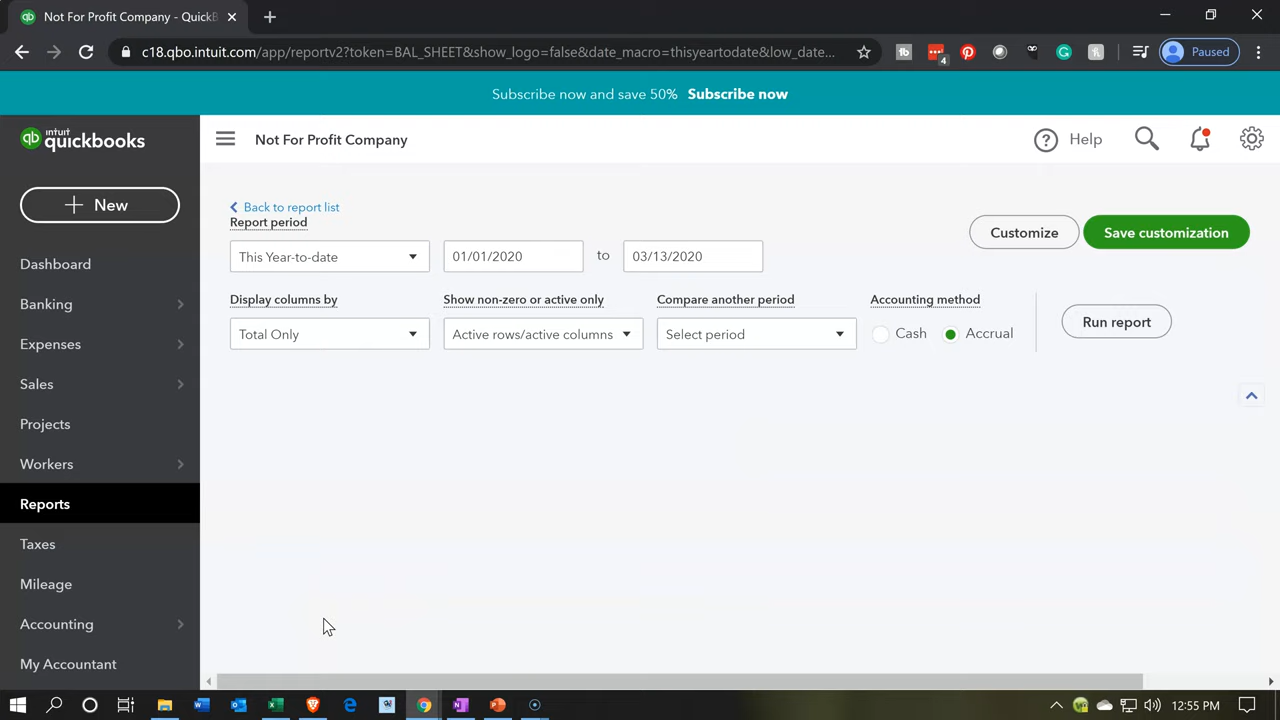 Not For Profit Company - QuickB
c18.qbo.intuit.com/app/reportv2?token=BAL_SHEET&show_logo=false&date_macro=thisyeartodate&low_date...
4
Paused
Subscribe now and save 50% Subscribe now
intuit
quickbooks
Not For Profit Company
Help
New
Back to report list
Report period
This Year-to-date
01/01/2020
to
03/13/2020
Customize
Save customization
Display columns by
Show non-zero or active only
Compare another period
Accounting method
Total Only
Active rows/active columns
Select period
Cash
Accrual
Run report
Dashboard
Banking
Expenses
Sales
Projects
Workers
Reports
Taxes
Mileage
Accounting
My Accountant
12:55 PM